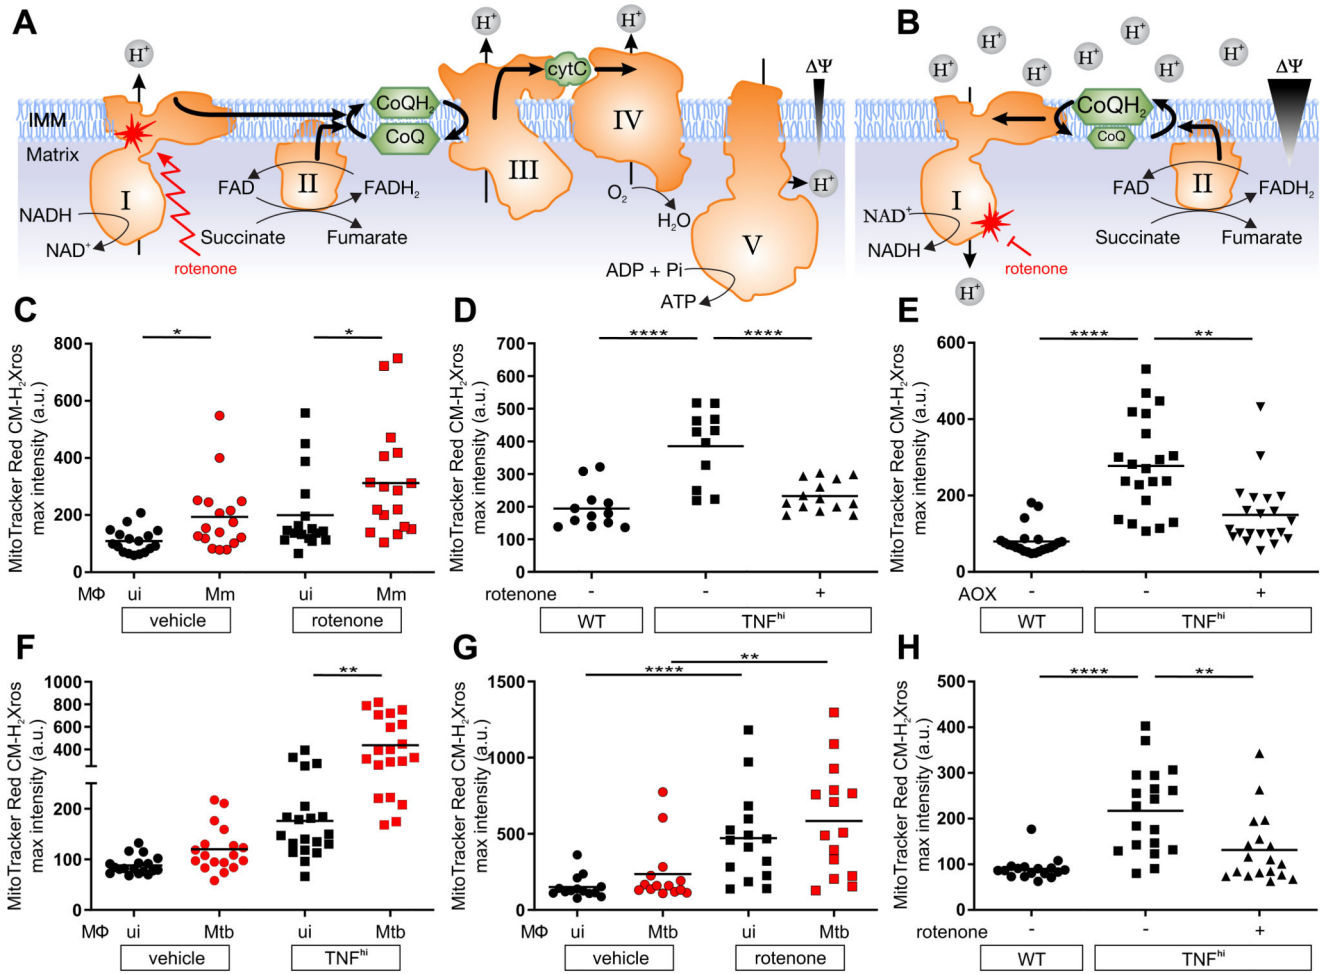 A
H+
H+
H+
cytC
ΔΨ
IMM
CoQH2
CoQ
IV
Matrix
III
H+
I
II
FAD
FADH2
O2
H2O
NADH
NAD+
Succinate
Fumarate
rotenone
V
ADP + Pi
ATP
B
H+
H+
H+
H+
H+
H+
H+
ΔΨ
CoQH2
CoQ
I
II
FAD
FADH2
NAD+
NADH
Succinate
Fumarate
rotenone
H+
C
MitoTracker Red CM-H2Xros
max intensity (a.u.)
800
600
400
200
0
*
*
MΦ ui Mm ui Mm
vehicle rotenone
D
MitoTracker Red CM-H2Xros
max intensity (a.u.)
700
600
500
400
300
200
100
0
****
****
rotenone - - +
WT TNFhi
E
MitoTracker Red CM-H2Xros
max intensity (a.u.)
600
400
200
0
****
**
AOX - - +
WT TNFhi
F
MitoTracker Red CM-H2Xros
max intensity (a.u.)
1000
800
600
400
200
100
0
**
MΦ ui Mtb ui Mtb
vehicle TNFhi
G
MitoTracker Red CM-H2Xros
max intensity (a.u.)
1500
1000
500
0
****
**
MΦ ui Mtb ui Mtb
vehicle rotenone
H
MitoTracker Red CM-H2Xros
max intensity (a.u.)
500
400
300
200
100
0
****
**
rotenone - - +
WT TNFhi